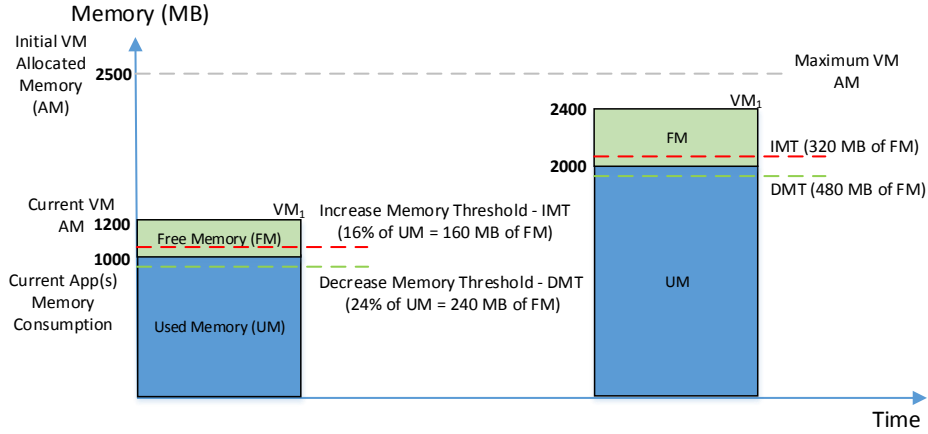 Memory (MB)
Initial VM
Allocated
Memory
(AM)
2500
Maximum VM
AM
2400
VM1
FM
IMT (320 MB of FM)
2000
DMT (480 MB of FM)
UM
Current VM
AM
1200
VM1
Free Memory (FM)
Increase Memory Threshold - IMT
(16% of UM = 160 MB of FM)
1000
Current App(s)
Memory
Consumption
Decrease Memory Threshold - DMT
(24% of UM = 240 MB of FM)
Used Memory (UM)
Time